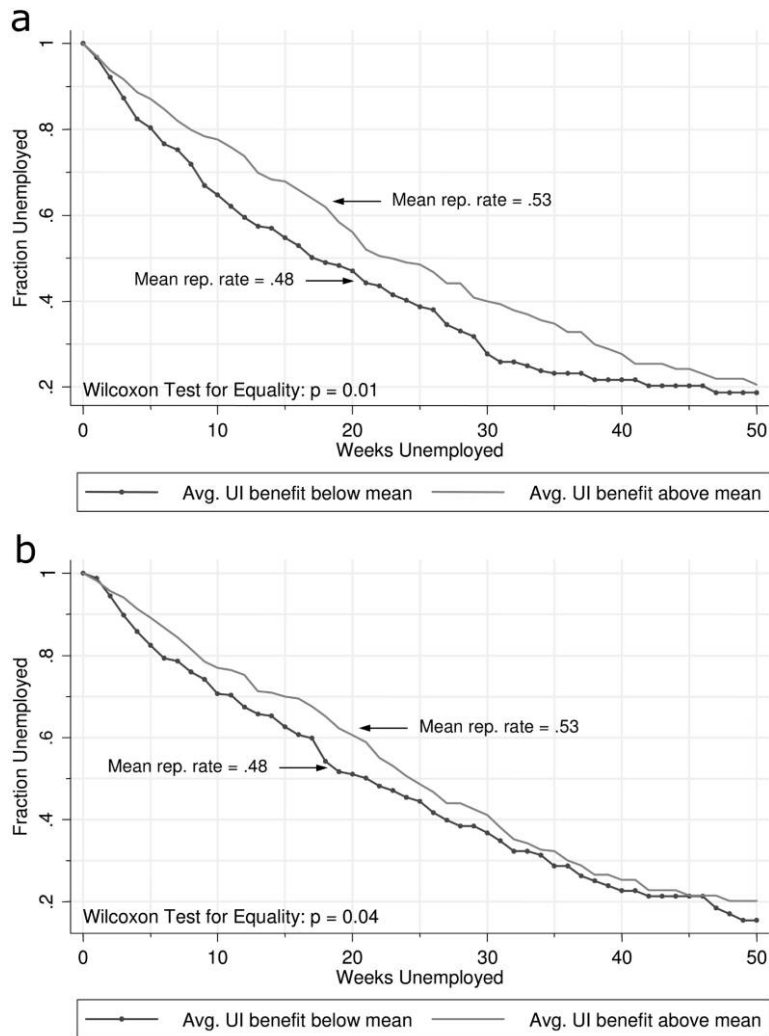 a
Fraction Unemployed
1
.8
.6
.4
.2
Mean rep. rate = .53
Mean rep. rate = .48
Wilcoxon Test for Equality: p = 0.01
0 10 20 30 40 50
Weeks Unemployed
Avg. UI benefit below mean Avg. UI benefit above mean
b
Fraction Unemployed
1
.8
.6
.4
.2
Mean rep. rate = .53
Mean rep. rate = .48
Wilcoxon Test for Equality: p = 0.04
0 10 20 30 40 50
Weeks Unemployed
Avg. UI benefit below mean Avg. UI benefit above mean